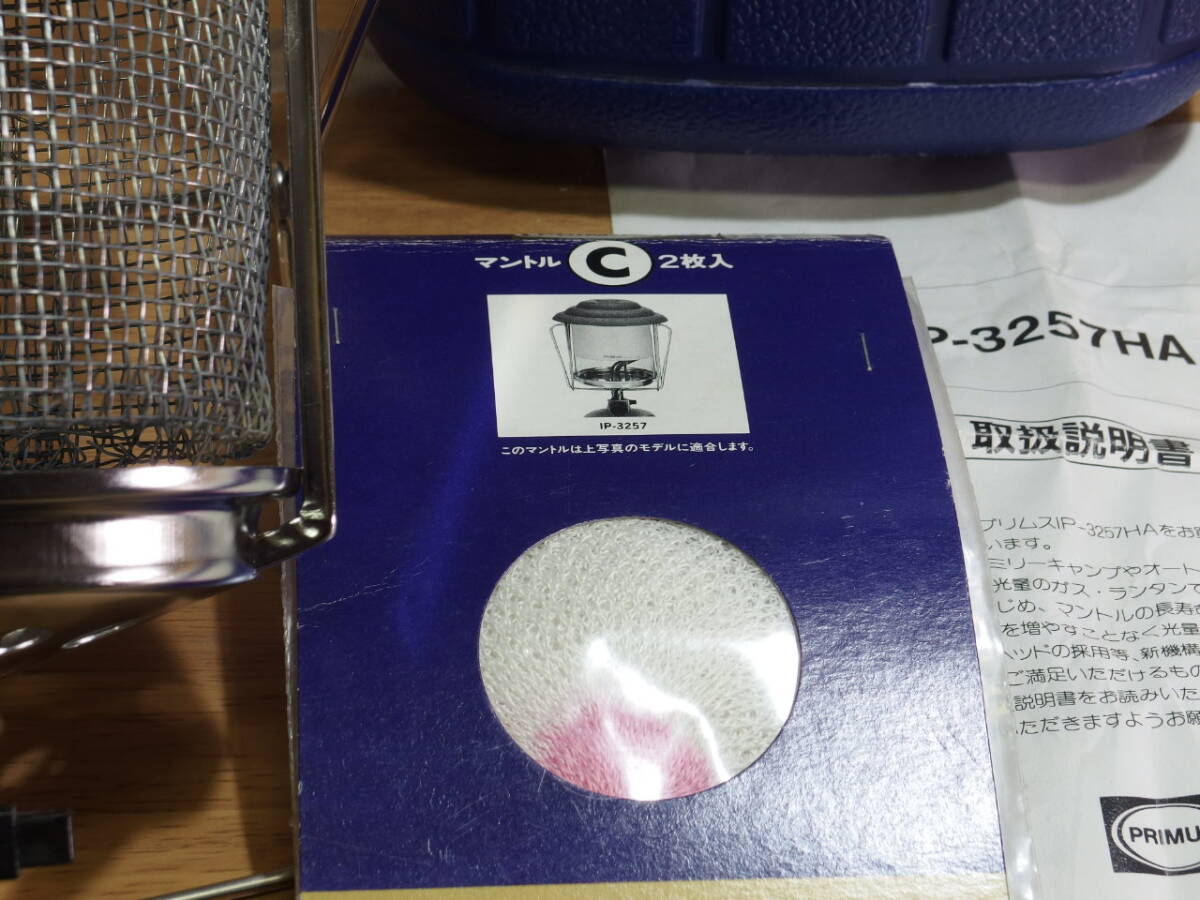 マントル C 2枚入
IP-3257
このマントルは上写真のモデルに適合します。
P-3257HA
取扱説明書
プリムスIP-3257HAをお
います。
ミリーキャンプやオート
光量のガス・ランタンで
じめ、マントルの長寿
を増やすことなく光量
ヘッドの採用等、新機構
ご満足いただけるもの
説明書をお読みいた
いただきますようお願
PRIMU